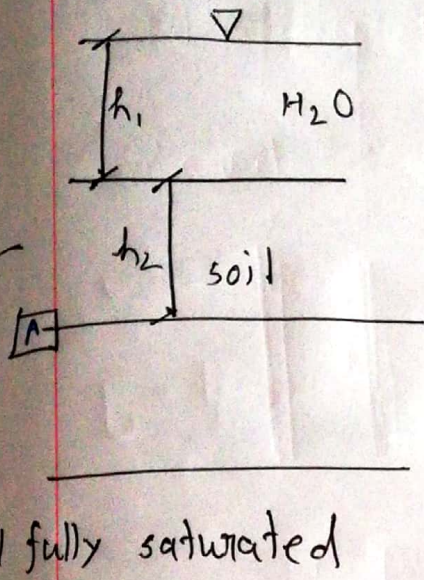 h₁ H₂O
h₂ soil
A
fully saturated